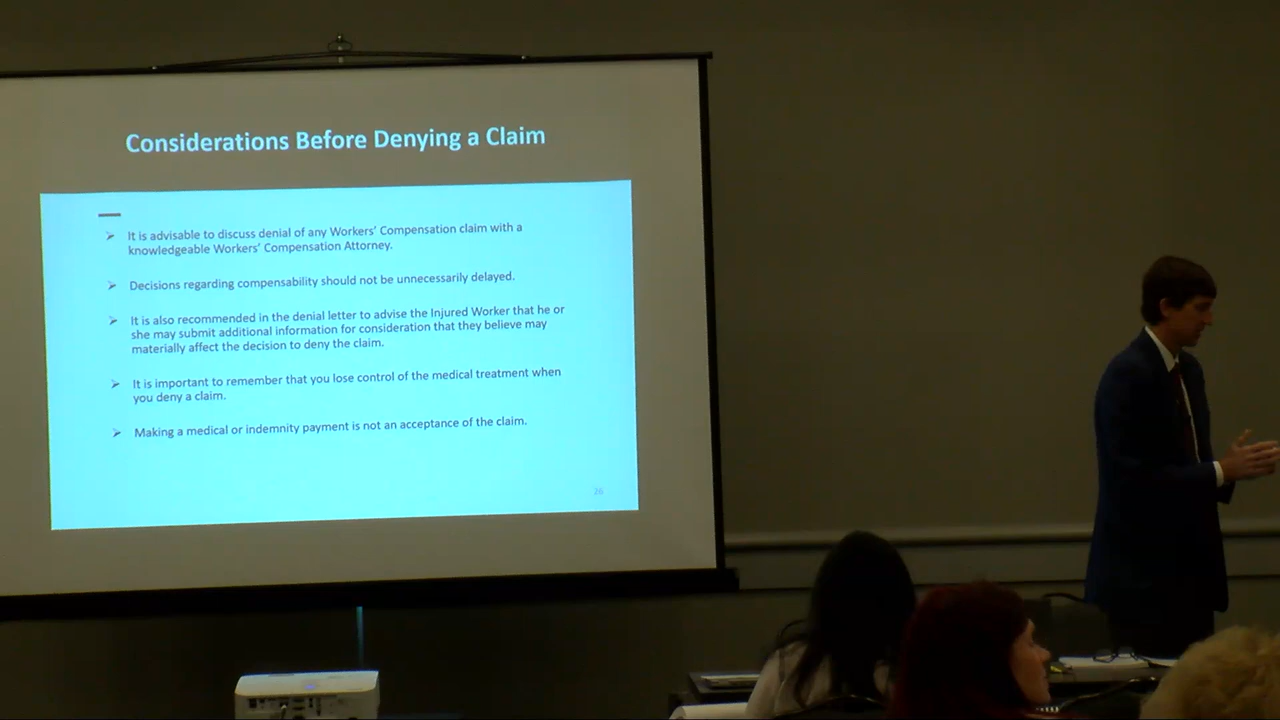 Considerations Before Denying a Claim
It is advisable to discuss denial of any Workers' Compensation claim with a
knowledgeable Workers' Compensation Attorney.
Decisions regarding compensability should not be unnecessarily delayed.
It is also recommended in the denial letter to advise the Injured Worker that he or
she may submit additional information for consideration that they believe may
materially affect the decision to deny the claim.
It is important to remember that you lose control of the medical treatment when
you deny a claim.
Making a medical or indemnity payment is not an acceptance of the claim.
26